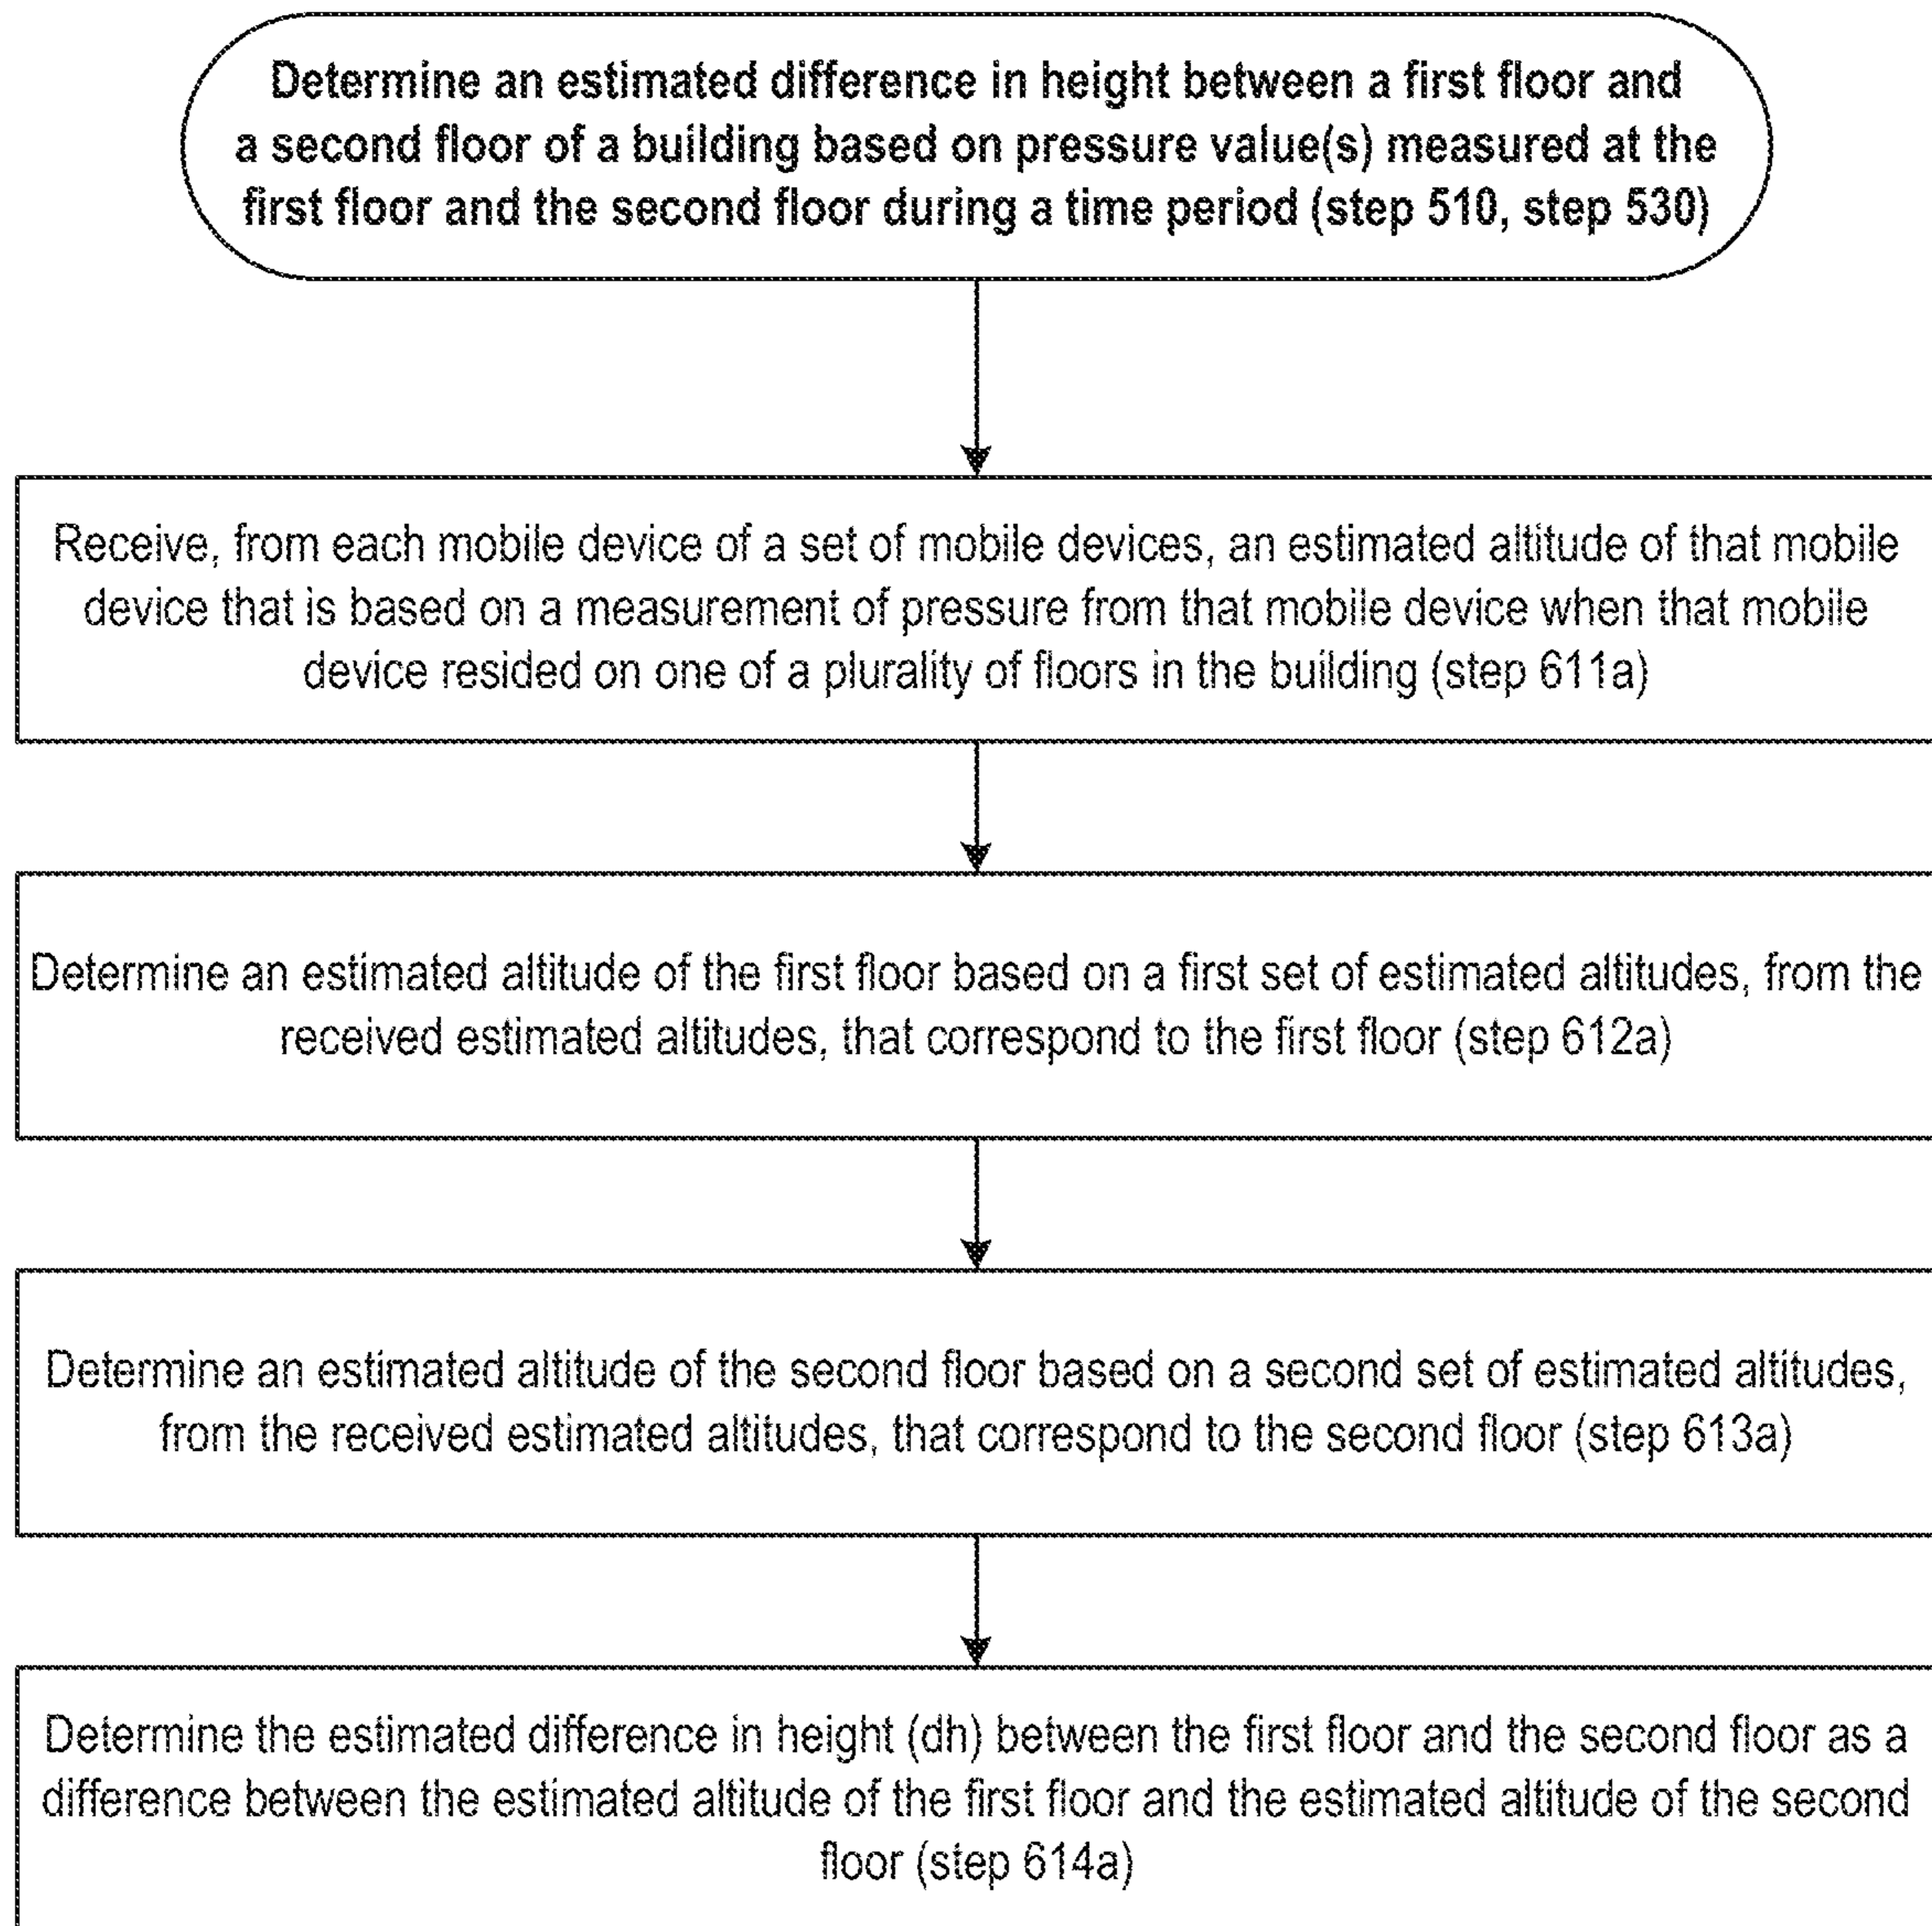 Determine an estimated difference in height between a first floor and
a second floor of a building based on pressure value(s) measured at the
first floor and the second floor during a time period (step 510, step 530)
Receive, from each mobile device of a set of mobile devices, an estimated altitude of that mobile
device that is based on a measurement of pressure from that mobile device when that mobile
device resided on one of a plurality of floors in the building (step 611a)
Determine an estimated altitude of the first floor based on a first set of estimated altitudes, from the
received estimated altitudes, that correspond to the first floor (step 612a)
Determine an estimated altitude of the second floor based on a second set of estimated altitudes,
from the received estimated altitudes, that correspond to the second floor (step 613a)
Determine the estimated difference in height (dh) between the first floor and the second floor as a
difference between the estimated altitude of the first floor and the estimated altitude of the second
floor (step 614a)